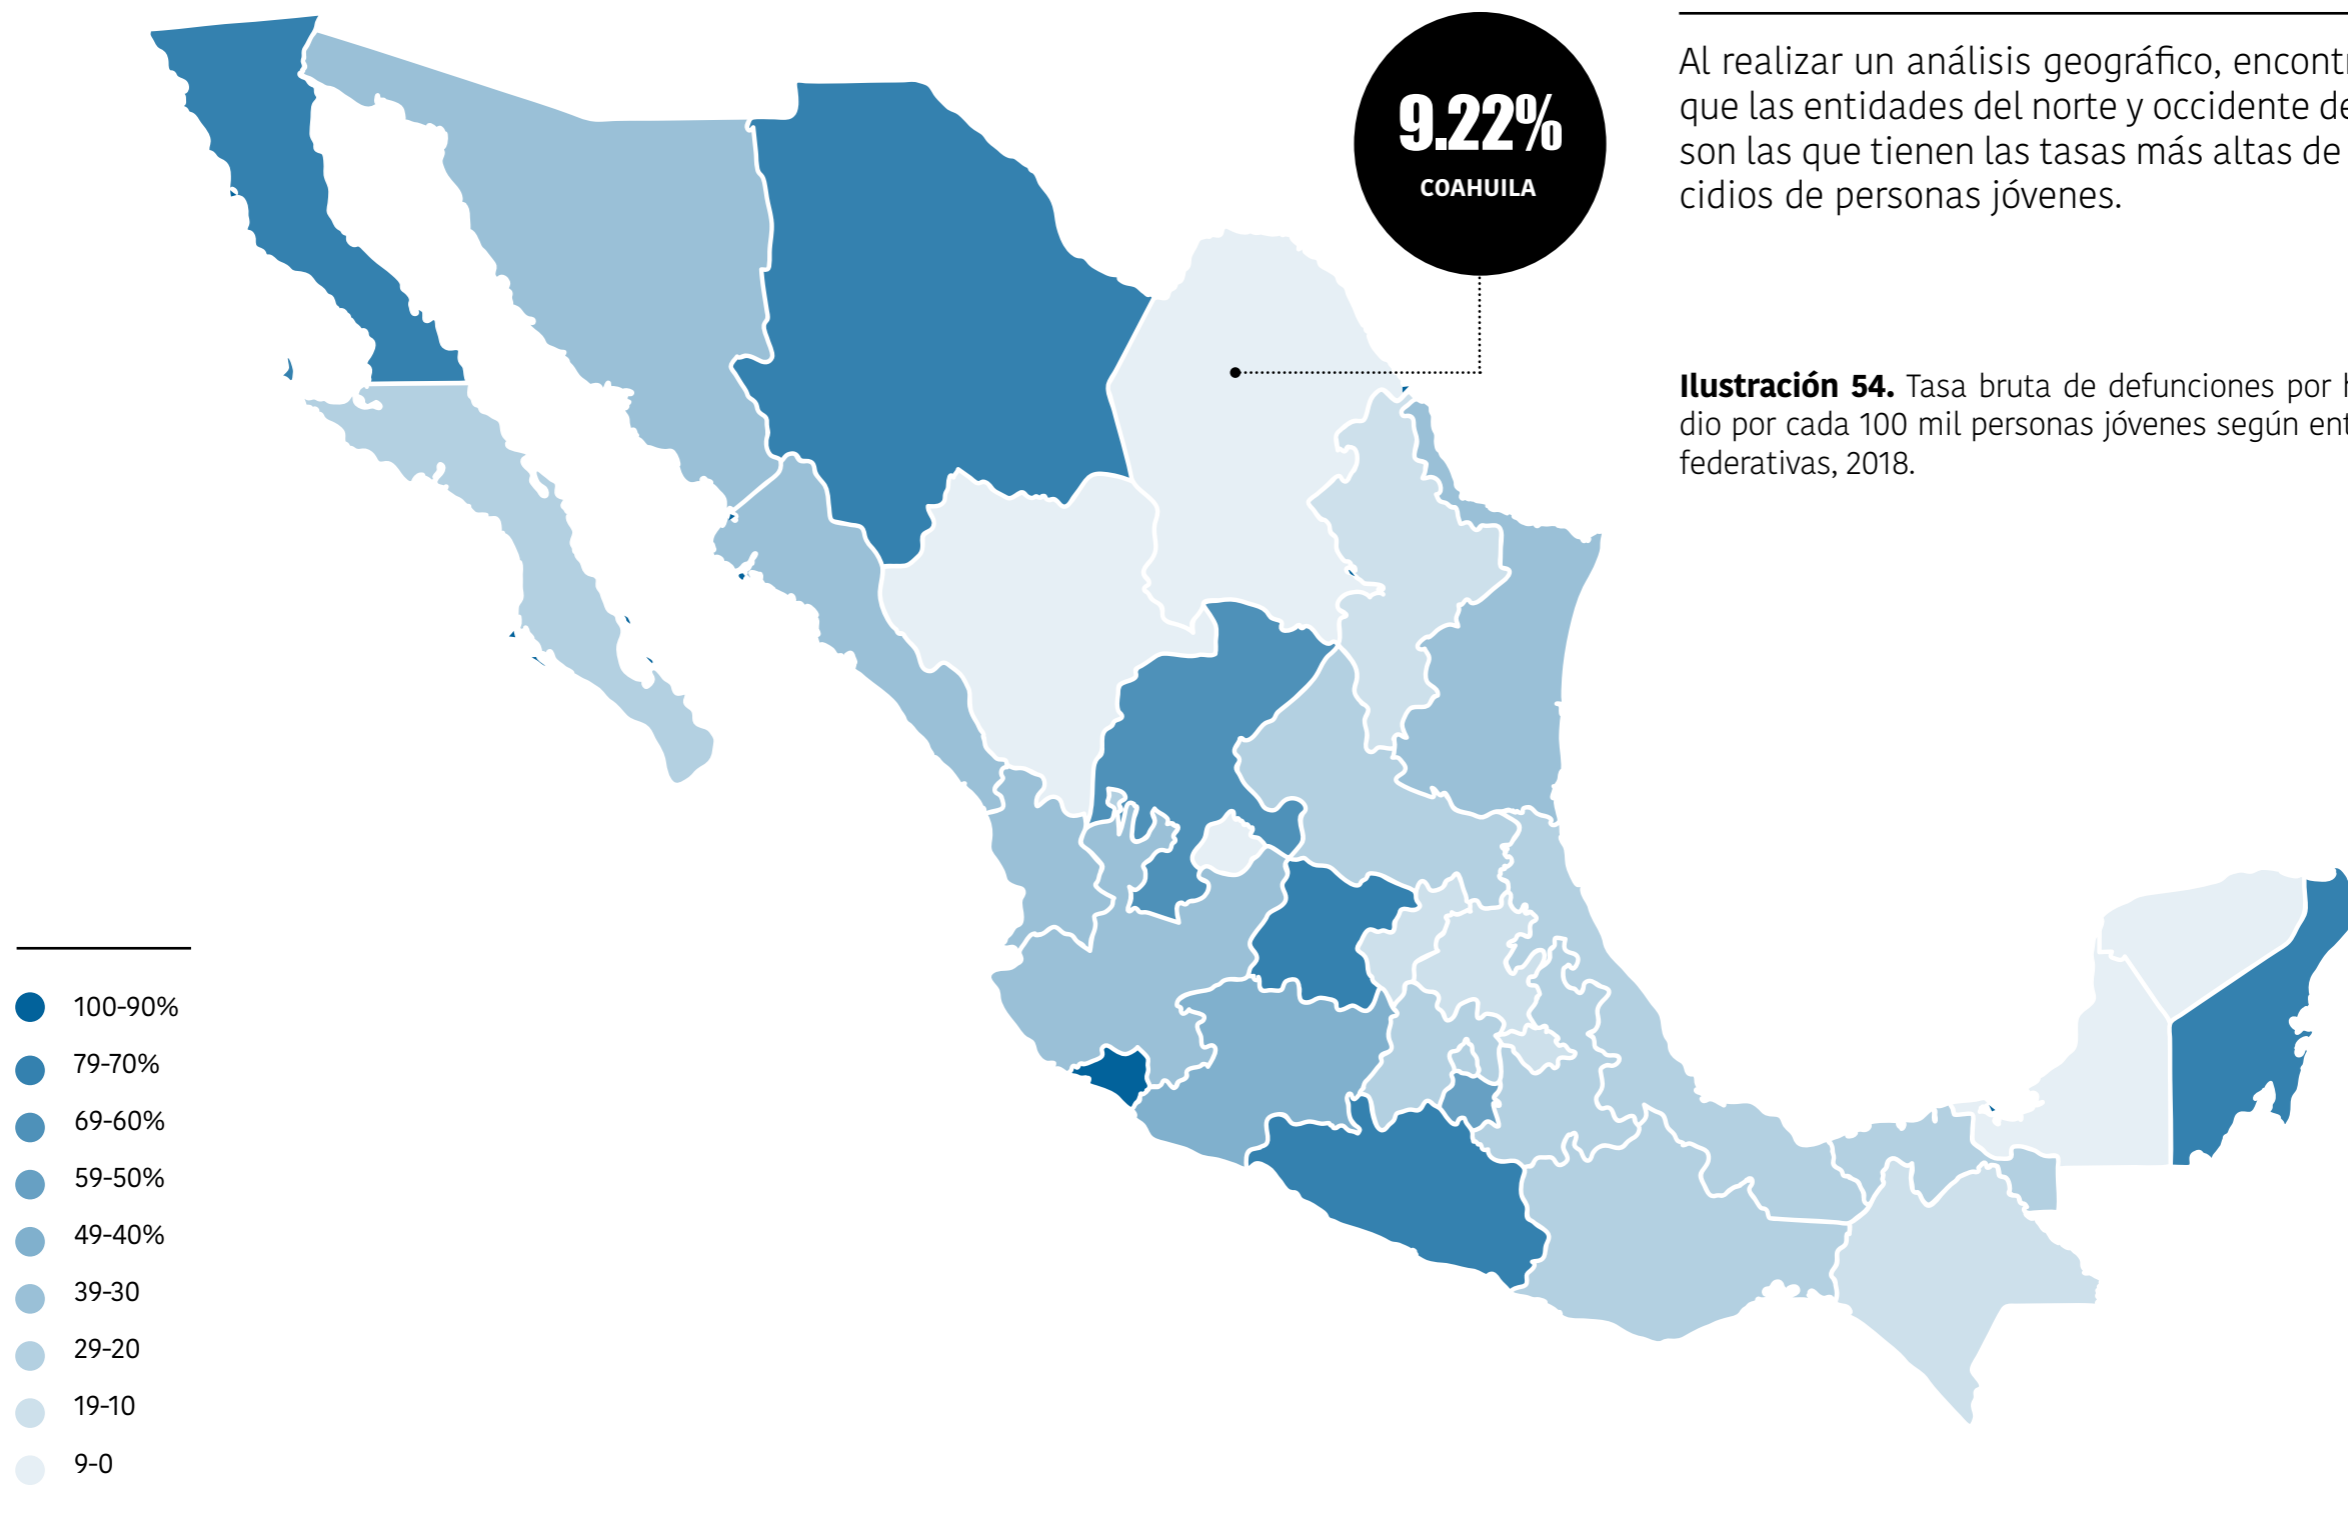 9.22%
COAHUILA
Al realizar un análisis geográfico,
que las entidades del norte y occidente
son las que tienen las tasas más altas de
cidios de personas jóvenes.
Ilustración 54. Tasa bruta de defunciones por
dio por cada 100 mil personas jóvenes según
federativas, 2018.
100-90%
79-70%
69-60%
59-50%
49-40%
39-30
29-20
19-10
9-0